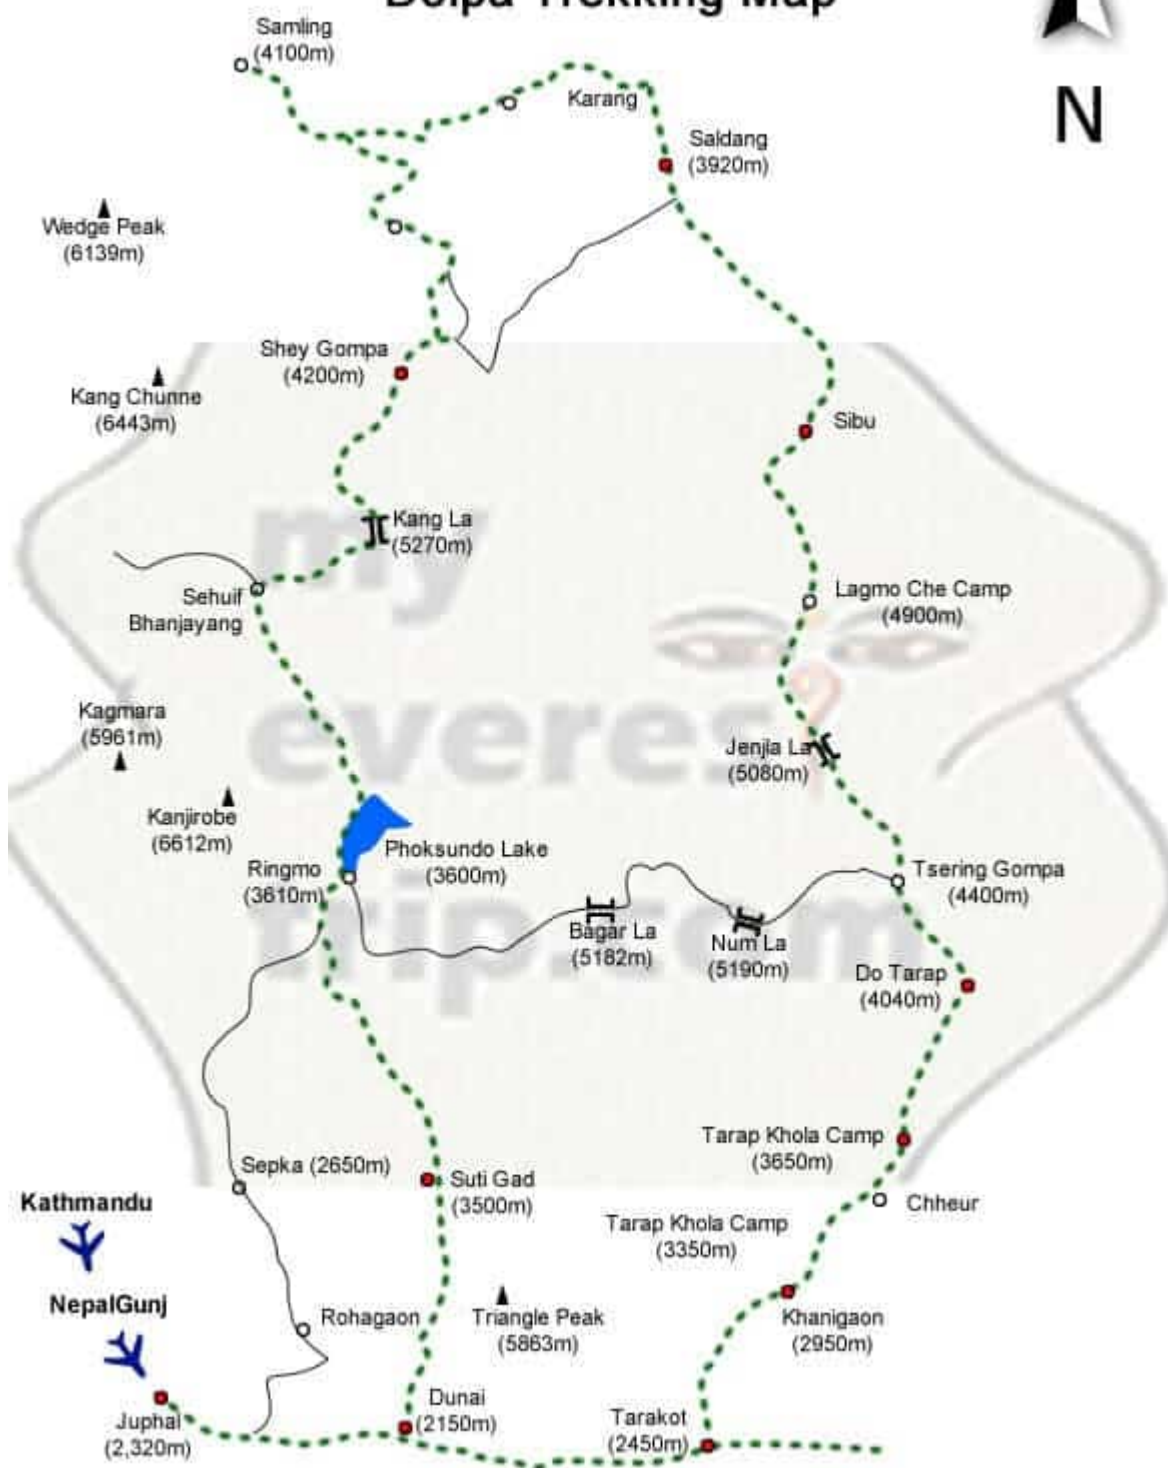 Dolpa Trekking Map
Samling
(4100m)
Karang
N
Saldang
(3920m)
Wedge Peak
(6139m)
Shey Gompa
(4200m)
Kang Chunne
(6443m)
Sibu
my
Kang La
(5270m)
Sehuif
Bhanjayang
Lagmo Che Camp
(4900m)
everes
Kagmara
(5961m)
Jenjla La
(5080m)
Kanjirobe
(6612m)
Phoksundo Lake
(3600m)
Ringmo
(3610m)
Tsering Gompa
(4400m)
trip.com
Bagar La
(5182m)
Num La
(5190m)
Do Tarap
(4040m)
Tarap Khola Camp
(3650m)
Sepka (2650m)
Suti Gad
(3500m)
Kathmandu
Chheur
Tarap Khola Camp
(3350m)
NepalGunj
Rohagaon
Triangle Peak
(5863m)
Khanigaon
(2950m)
Juphal
(2,320m)
Dunai
(2150m)
Tarakot
(2450m)